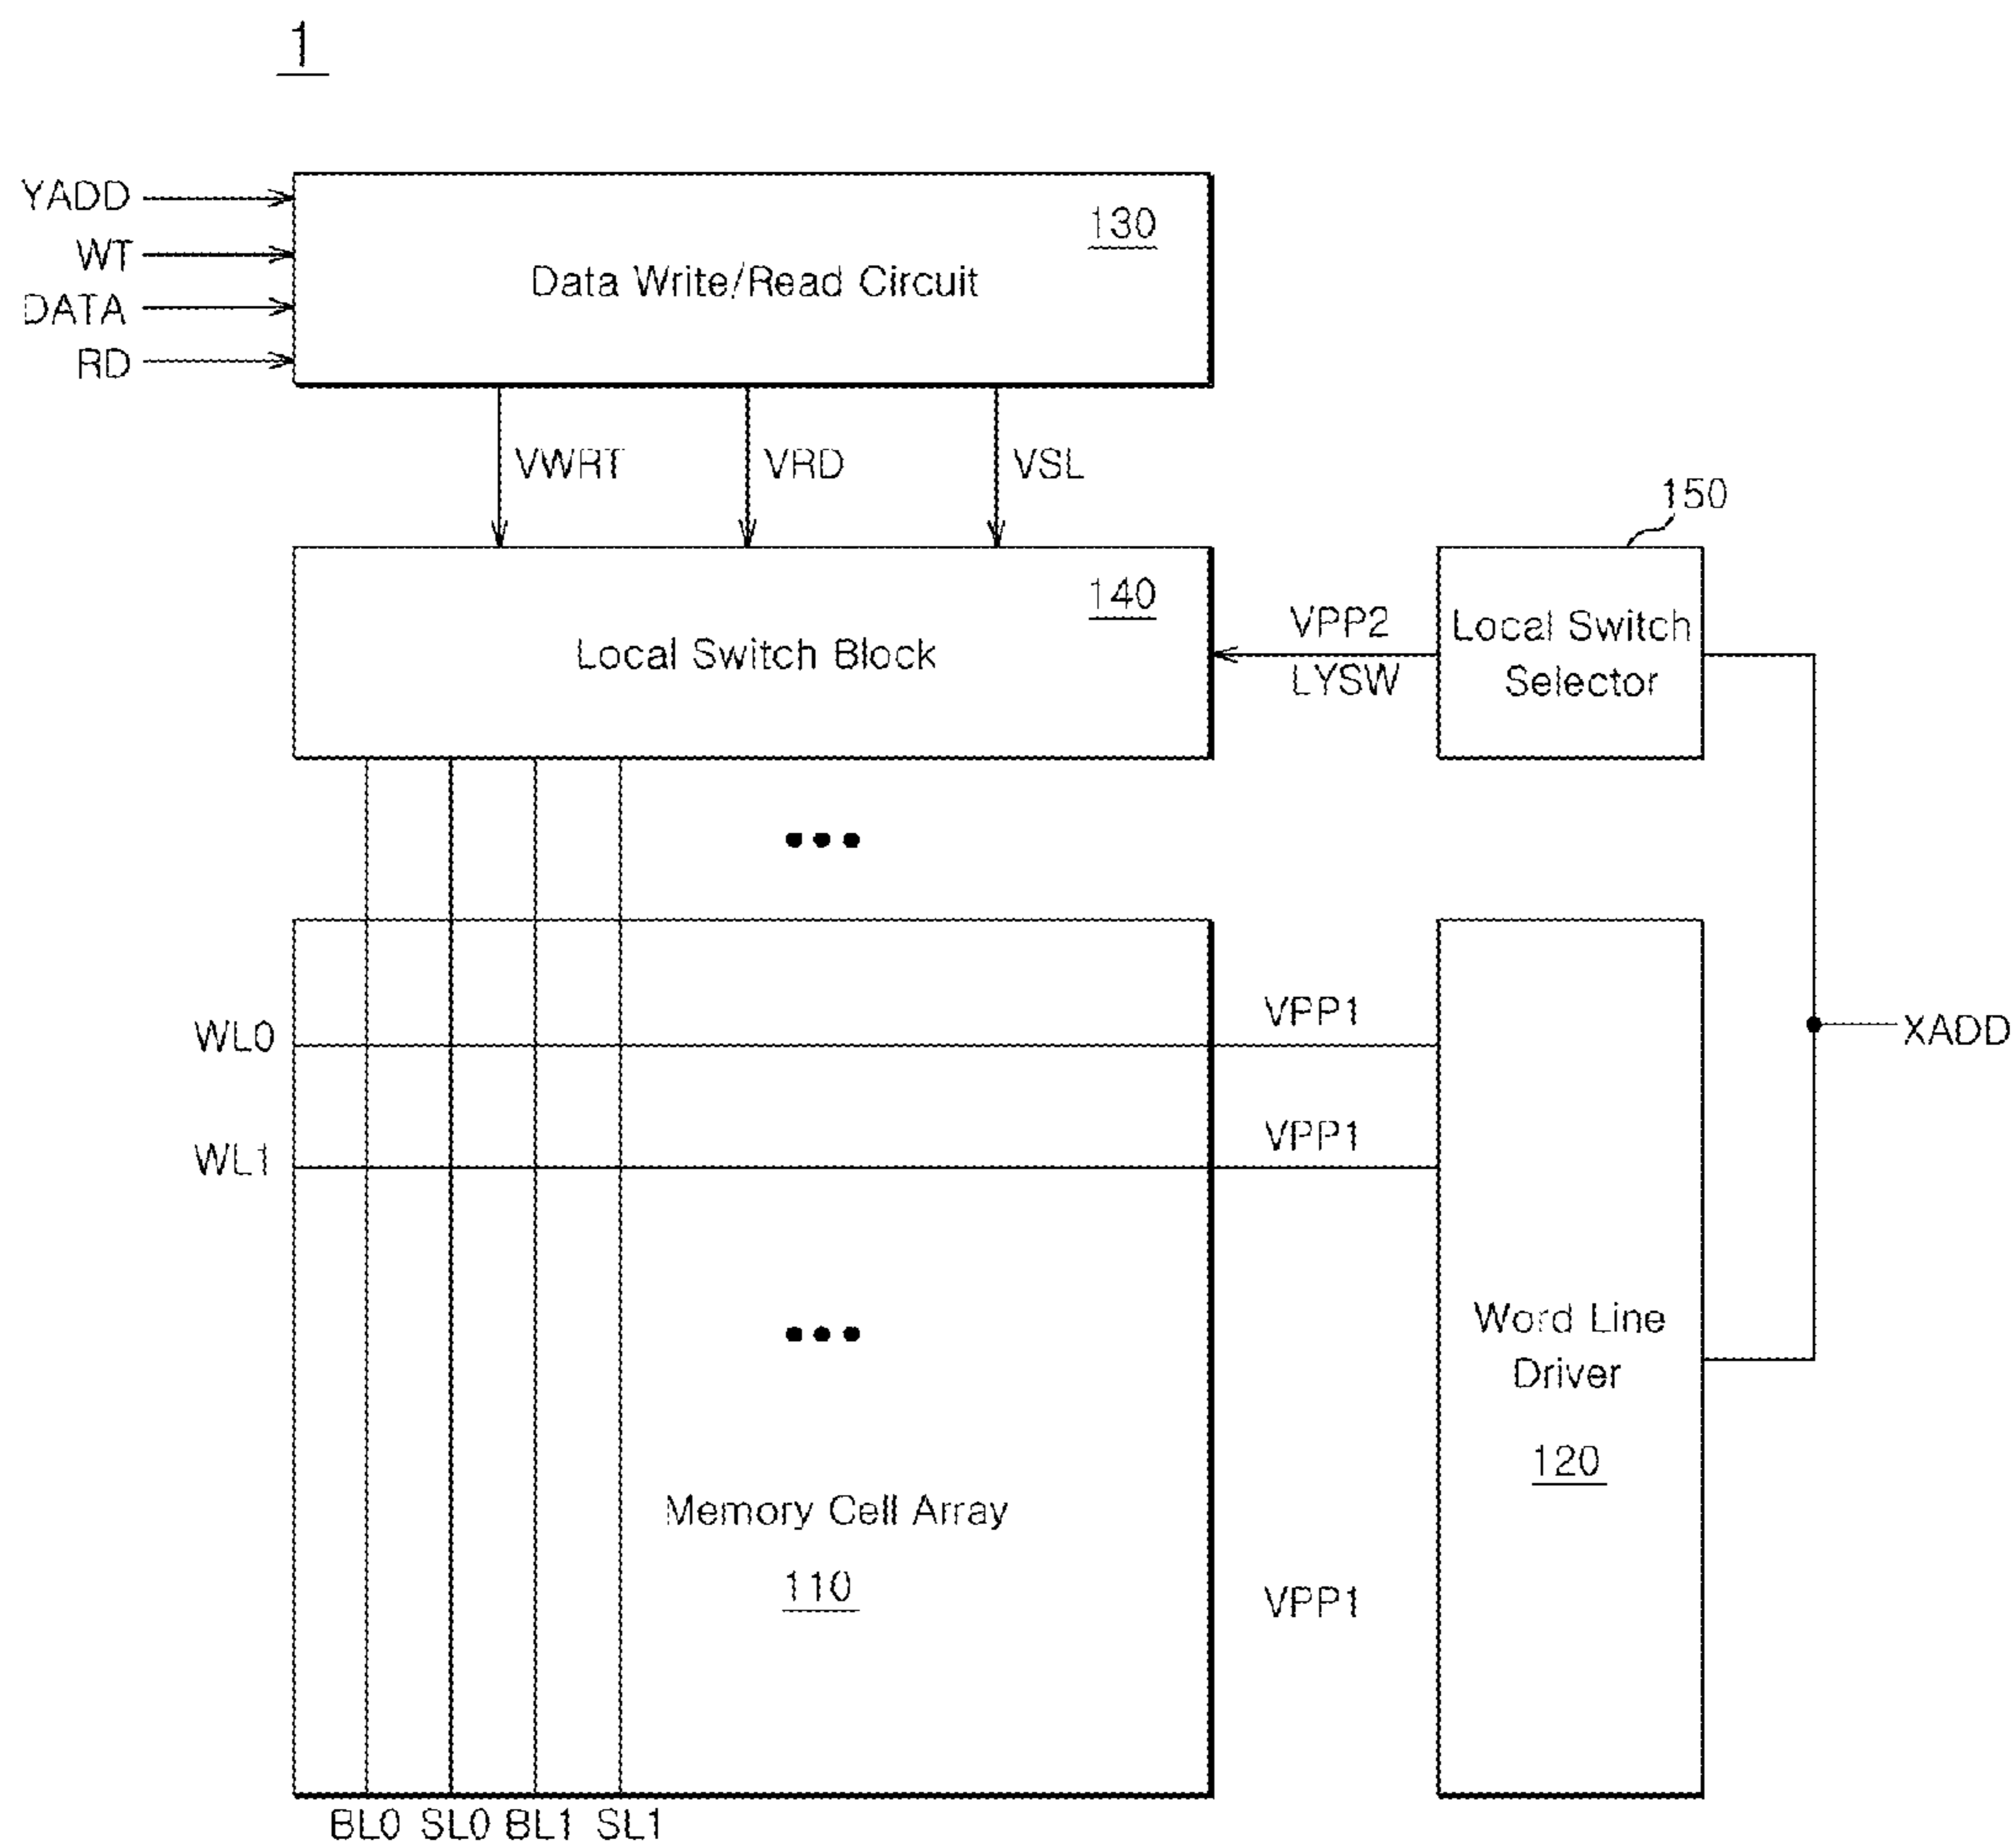 1
YADD
WT
DATA
RD
130
Data Write/Read Circuit
VWRT
VRD
VSL
150
140
Local Switch Block
VPP2
LYSW
Local Switch
Selector
WL0
VPP1
XADD
WL1
VPP1
Word Line
Driver
120
Memory Cell Array
110
VPP1
BL0 SL0 BL1 SL1